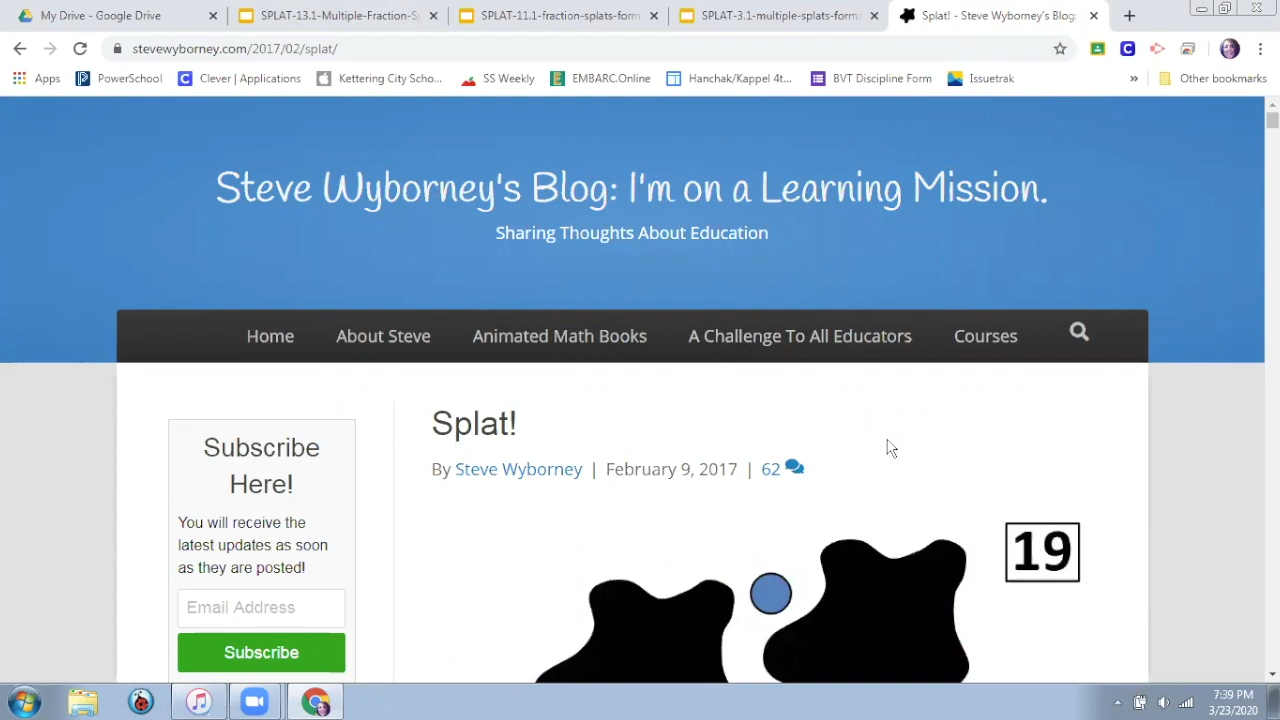 My Drive - Google Drive
SPLAT-13.1-Multiple-Fraction-S
SPLAT-11.1-fraction-splats-form
SPLAT-3.1-multiple-splats-forma
Splat! - Steve Wyborney's Blog:
stevewyborney.com/2017/02/splat/
Apps
PowerSchool
Clever | Applications
Kettering City Scho...
SS Weekly
EMBARC.Online
Hanchak/Kappel 4t...
BVT Discipline Form
Issuetrak
»
Other bookmarks
Steve Wyborney's Blog: I'm on a Learning Mission.
Sharing Thoughts About Education
Home
About Steve
Animated Math Books
A Challenge To All Educators
Courses
Subscribe
Here!
You will receive the
latest updates as soon
as they are posted!
Email Address
Subscribe
Splat!
By Steve Wyborney | February 9, 2017 | 62
19
7:39 PM
3/23/2020